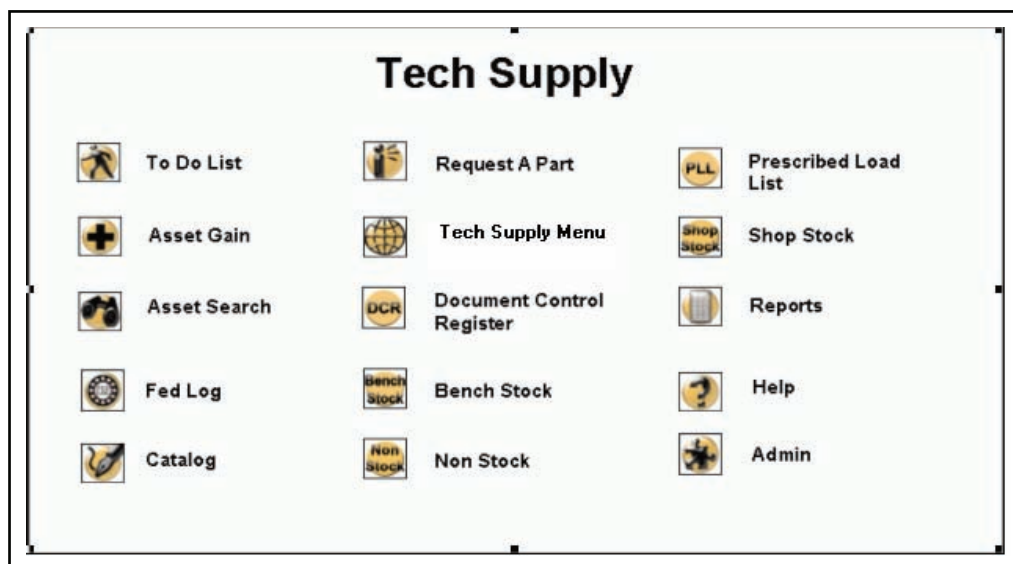 Tech Supply
To Do List
Request A Part
PLL
Prescribed Load
List
Asset Gain
Tech Supply Menu
Shop
Stock
Shop Stock
Asset Search
DCR
Document Control
Register
Reports
Fed Log
Bench
Stock
Bench Stock
Help
Catalog
Non
Stock
Non Stock
Admin